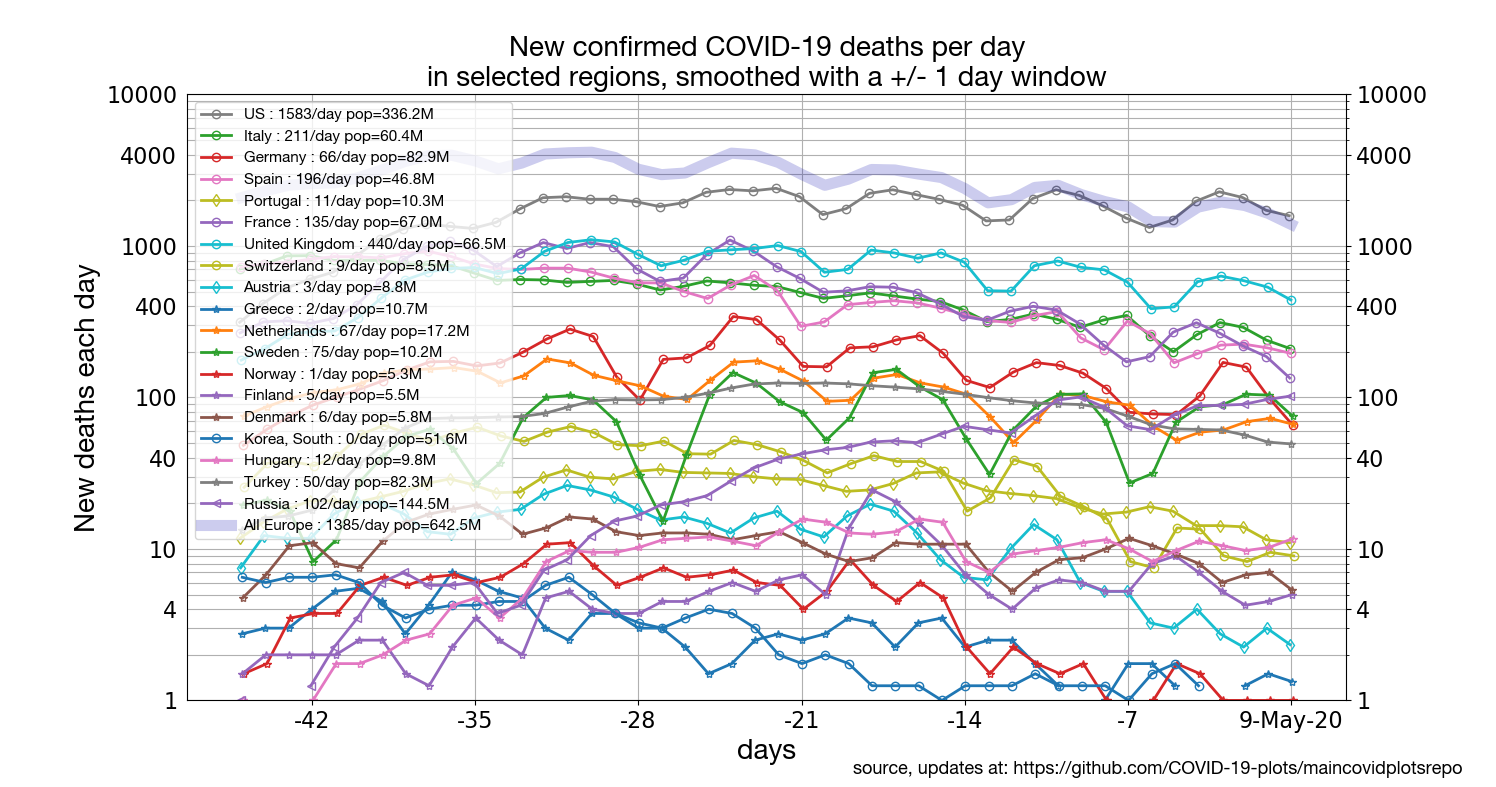 New confirmed COVID-19 deaths per day
in selected regions, smoothed with a +/- 1 day window
10000
4000
1000
400
100
40
10
4
1
New deaths each day
US : 1583/day pop=336.2M
Italy : 211/day pop=60.4M
Germany : 66/day pop=82.9M
Spain : 196/day pop=46.8M
Portugal : 11/day pop=10.3M
France : 135/day pop=67.0M
United Kingdom : 440/day pop=66.5M
Switzerland : 9/day pop=8.5M
Austria : 3/day pop=8.8M
Greece : 2/day pop=10.7M
Netherlands : 67/day pop=17.2M
Sweden : 75/day pop=10.2M
Norway : 1/day pop=5.3M
Finland : 5/day pop=5.5M
Denmark : 6/day pop=5.8M
Korea, South : 0/day pop=51.6M
Hungary : 12/day pop=9.8M
Turkey : 50/day pop=82.3M
Russia : 102/day pop=144.5M
All Europe : 1385/day pop=642.5M
10000
4000
1000
400
100
40
10
4
1
-42 -35 -28 -21 -14 -7 9-May-20
days
source, updates at: https://github.com/COVID-19-plots/maincovidplotsrepo